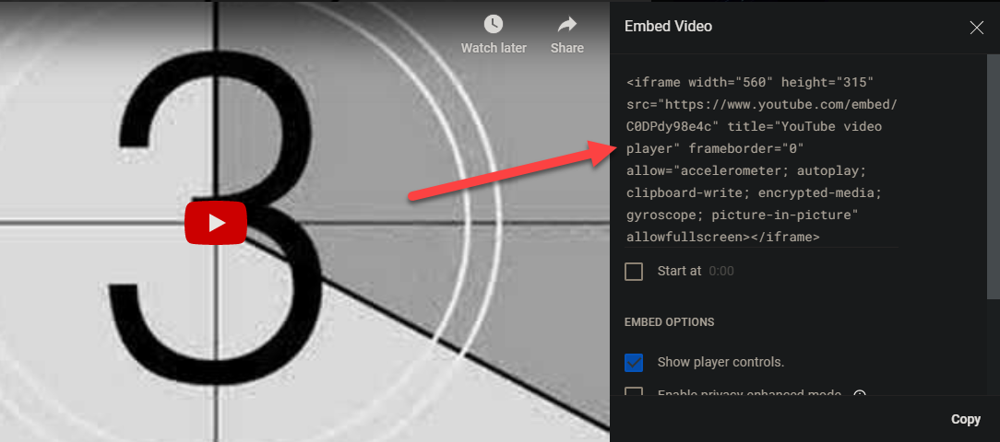 3
Watch later
Share
Embed Video
<iframe width="560" height="315"
src="https://www.youtube.com/embed/
C0DPdy98e4c" title="YouTube video
player" frameborder="0"
allow="accelerometer; autoplay;
clipboard-write; encrypted-media;
gyroscope; picture-in-picture"
allowfullscreen></iframe>
Start at 0:00
EMBED OPTIONS
Show player controls.
Enable privacy-enhanced mode.
Copy